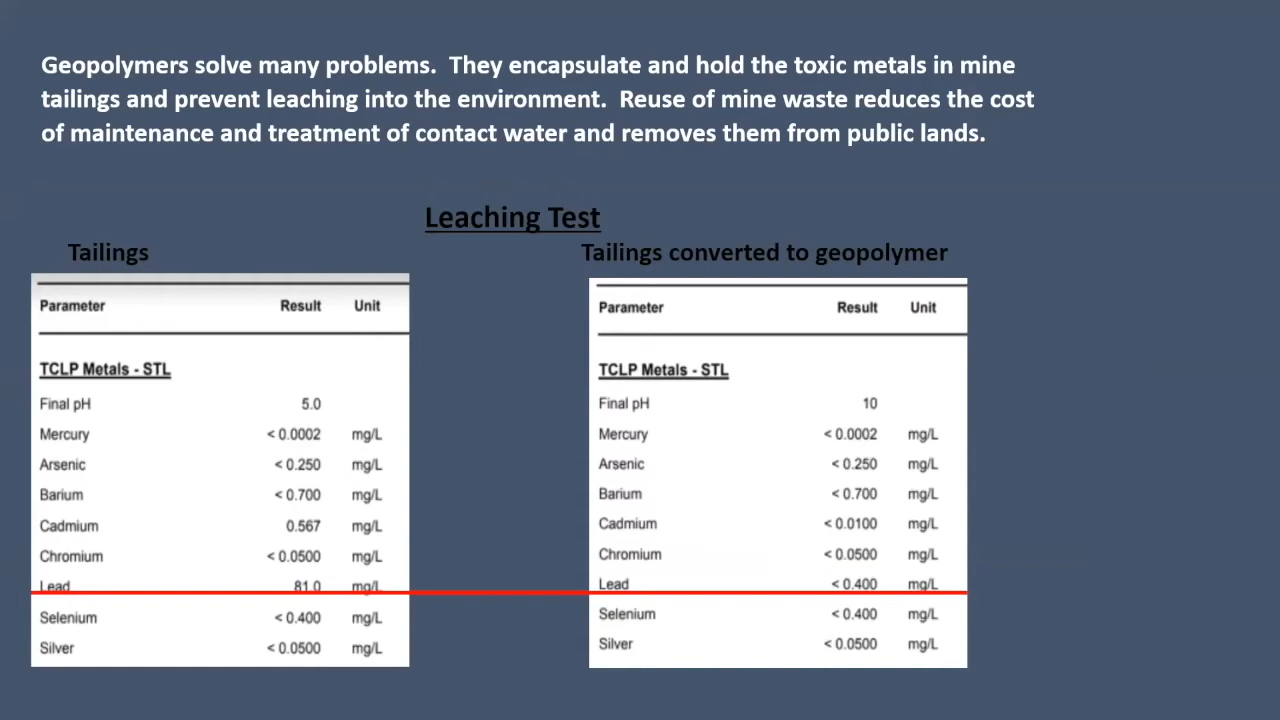 Geopolymers solve many problems.  They encapsulate and hold the toxic metals in mine
tailings and prevent leaching into the environment.  Reuse of mine waste reduces the cost
of maintenance and treatment of contact water and removes them from public lands.
Leaching Test
Tailings
Parameter Result Unit
TCLP Metals - STL
Final pH 5.0
Mercury < 0.0002 mg/L
Arsenic < 0.250 mg/L
Barium < 0.700 mg/L
Cadmium 0.567 mg/L
Chromium < 0.0500 mg/L
Lead 81.0 mg/L
Selenium < 0.400 mg/L
Silver < 0.0500 mg/L
Tailings converted to geopolymer
Parameter Result Unit
TCLP Metals - STL
Final pH 10
Mercury < 0.0002 mg/L
Arsenic < 0.250 mg/L
Barium < 0.700 mg/L
Cadmium < 0.0100 mg/L
Chromium < 0.0500 mg/L
Lead < 0.400 mg/L
Selenium < 0.400 mg/L
Silver < 0.0500 mg/L